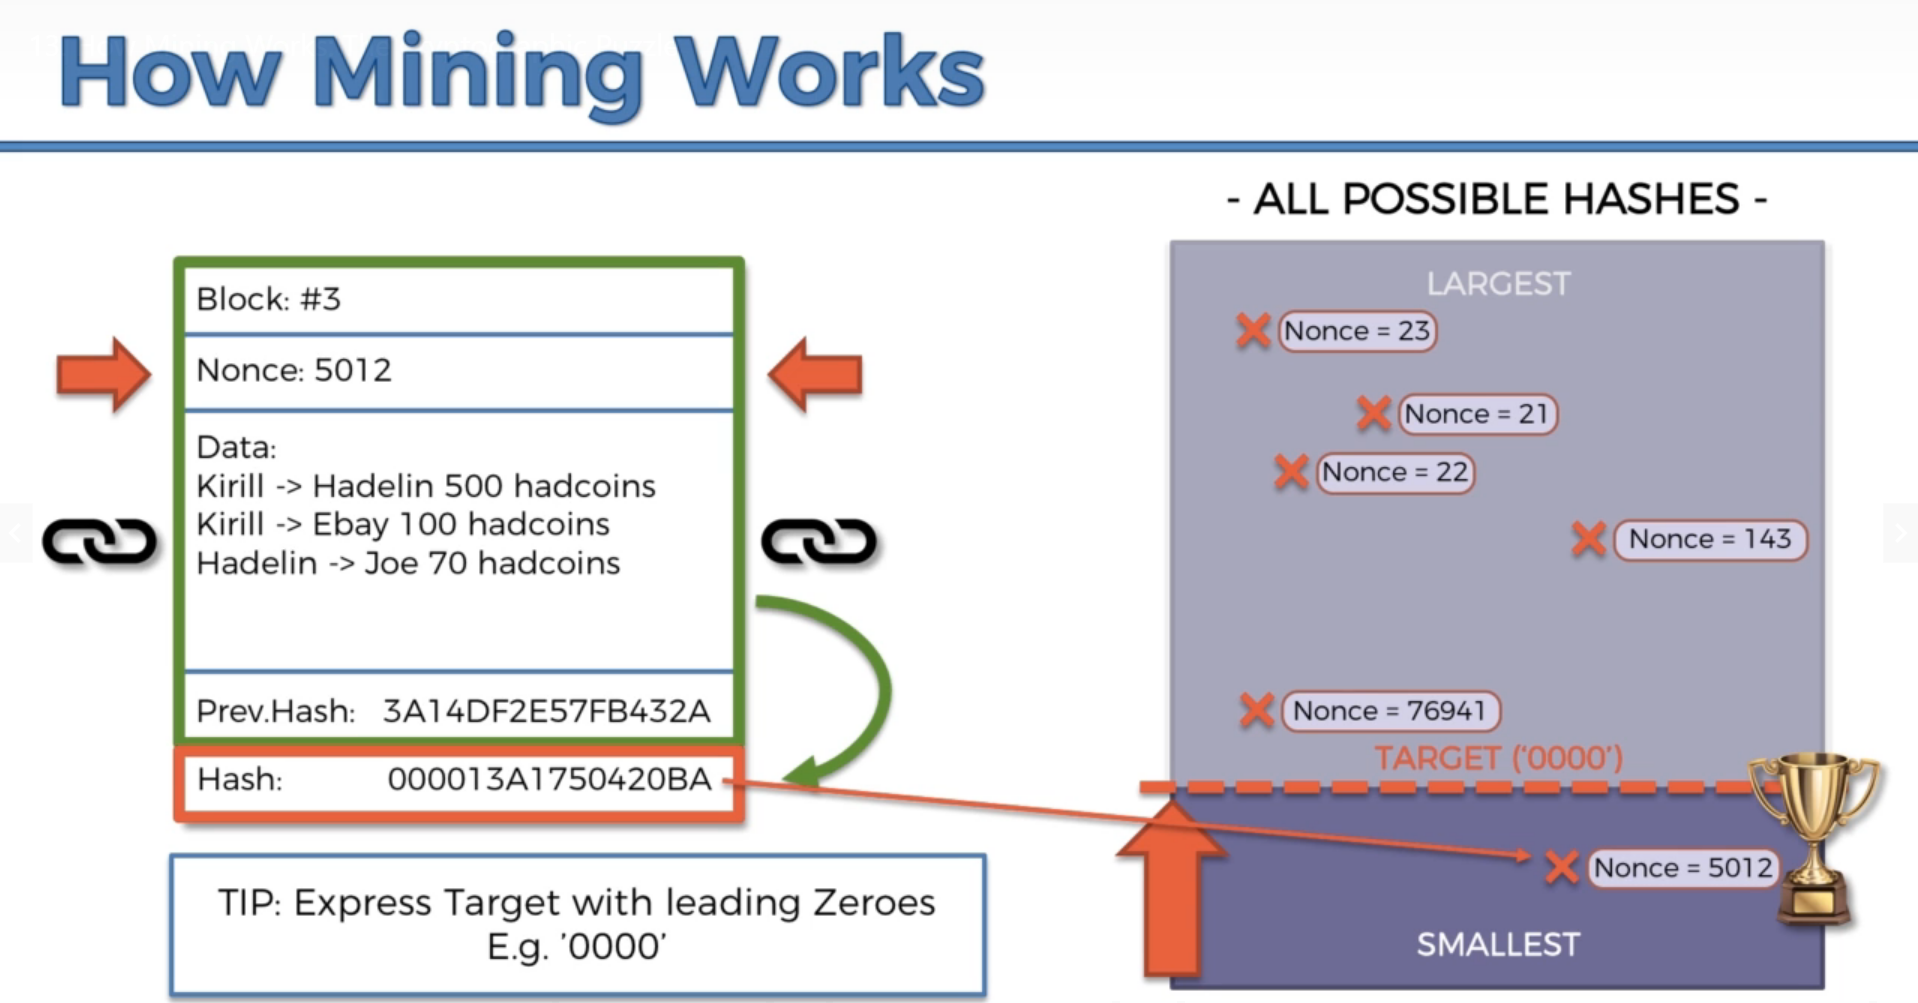 How Mining Works
- ALL POSSIBLE HASHES -
Block: #3
Nonce: 5012
Data:
Kirill -> Hadelin 500 hadcoins
Kirill -> Ebay 100 hadcoins
Hadelin -> Joe 70 hadcoins
Prev.Hash: 3A14DF2E57FB432A
Hash: 000013A1750420BA
TIP: Express Target with leading Zeroes
E.g. '0000'
LARGEST
Nonce = 23
Nonce = 21
Nonce = 22
Nonce = 143
Nonce = 76941
TARGET ('0000')
Nonce = 5012
SMALLEST